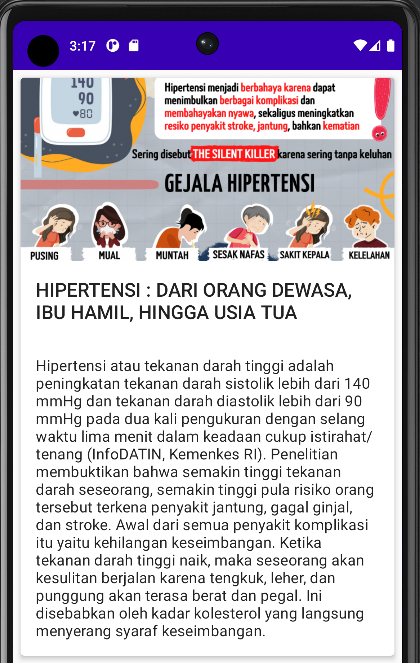 3:17
140
90
♥80
Hipertensi menjadi berbahaya karena dapat
menimbulkan berbagai komplikasi dan
membahayakan nyawa, sekaligus meningkatkan
resiko penyakit stroke, jantung, bahkan kematian
Sering disebut THE SILENT KILLER karena sering tanpa keluhan
GEJALA HIPERTENSI
PUSING MUAL MUNTAH SESAK NAFAS SAKIT KEPALA KELELAHAN
HIPERTENSI : DARI ORANG DEWASA,
IBU HAMIL, HINGGA USIA TUA
Hipertensi atau tekanan darah tinggi adalah
peningkatan tekanan darah sistolik lebih dari 140
mmHg dan tekanan darah diastolik lebih dari 90
mmHg pada dua kali pengukuran dengan selang
waktu lima menit dalam keadaan cukup istirahat/
tenang (InfoDATIN, Kemenkes RI). Penelitian
membuktikan bahwa semakin tinggi tekanan
darah seseorang, semakin tinggi pula risiko orang
tersebut terkena penyakit jantung, gagal ginjal,
dan stroke. Awal dari semua penyakit komplikasi
itu yaitu kehilangan keseimbangan. Ketika
tekanan darah tinggi naik, maka seseorang akan
kesulitan berjalan karena tengkuk, leher, dan
punggung akan terasa berat dan pegal. Ini
disebabkan oleh kadar kolesterol yang langsung
menyerang syaraf keseimbangan.